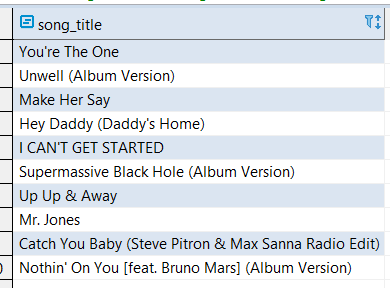 song_title
You're The One
Unwell (Album Version)
Make Her Say
Hey Daddy (Daddy's Home)
I CAN'T GET STARTED
Supermassive Black Hole (Album Version)
Up Up & Away
Mr. Jones
Catch You Baby (Steve Pitron & Max Sanna Radio Edit)
Nothin' On You [feat. Bruno Mars] (Album Version)